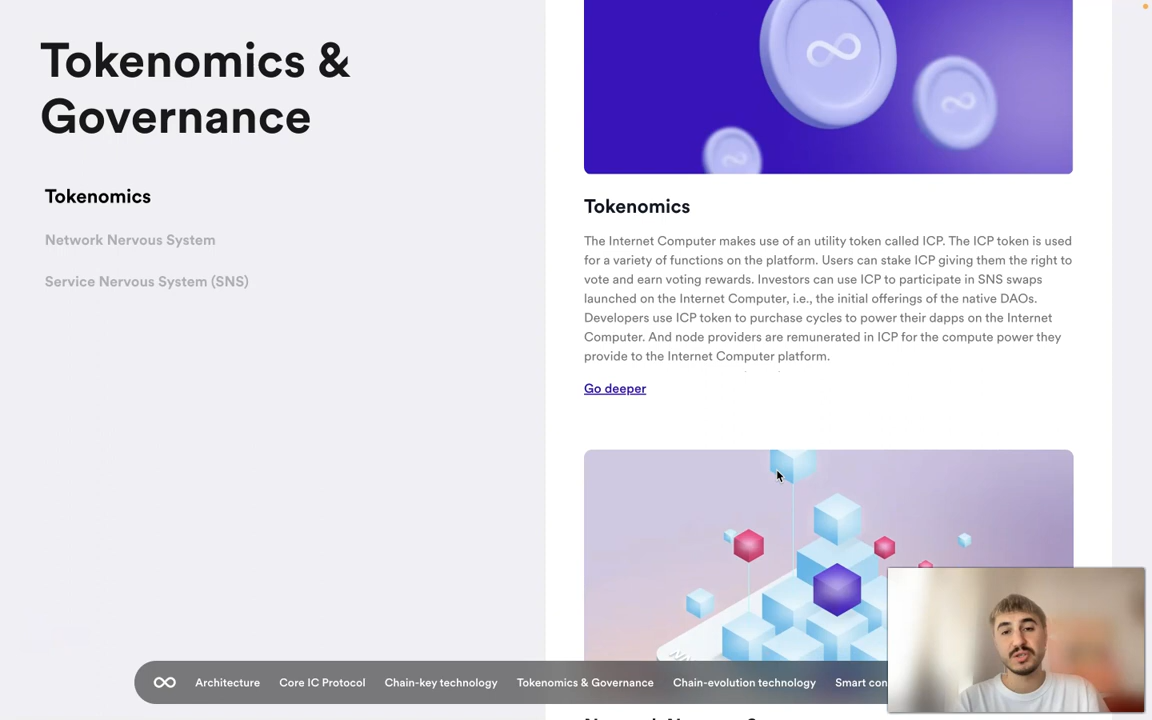 Tokenomics &
Governance
Tokenomics
Network Nervous System
Service Nervous System (SNS)
Tokenomics
The Internet Computer makes use of an utility token called ICP. The ICP token is used
for a variety of functions on the platform. Users can stake ICP giving them the right to
vote and earn voting rewards. Investors can use ICP to participate in SNS swaps
launched on the Internet Computer, i.e., the initial offerings of the native DAOs.
Developers use ICP token to purchase cycles to power their dapps on the Internet
Computer. And node providers are remunerated in ICP for the compute power they
provide to the Internet Computer platform.
Go deeper
Architecture
Core IC Protocol
Chain-key technology
Tokenomics & Governance
Chain-evolution technology
Smart con